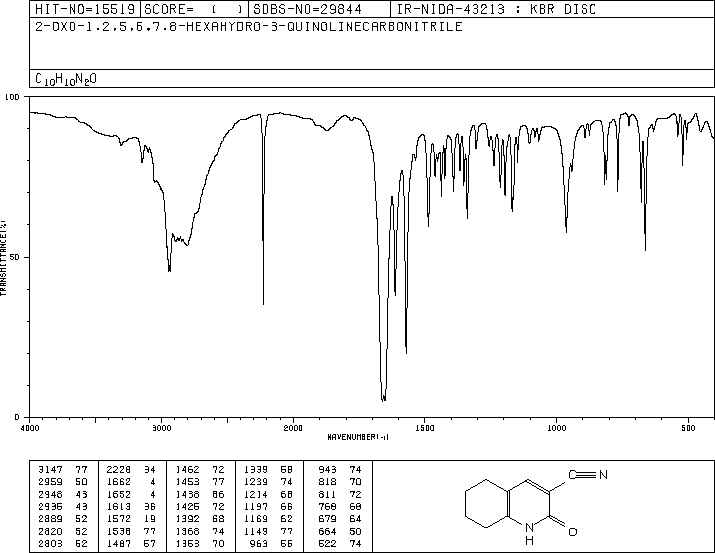 HIT-NO=15519 SCORE= ( ) SDBS-NO=29844 IR-NIDA-43213 : KBR DISC
2-OXO-1,2,5,6,7,8-HEXAHYDRO-3-QUINOLINECARBONITRILE
C10H10N2O
100
TRANSMITTANCE(%)
50
0
4000 3000 2000 1500 1000 500
WAVENUMBER(-1)
3147 77 2228 34 1462 72 1339 68 943 74
2959 50 1662 4 1453 77 1239 74 818 70
2948 43 1652 4 1438 86 1214 68 811 72
2935 43 1613 36 1426 72 1197 66 768 68
2889 52 1572 19 1392 68 1169 62 679 64
2820 52 1538 77 1368 74 1149 77 664 50
2803 52 1487 57 1353 70 963 56 522 74
C N
N
H
O